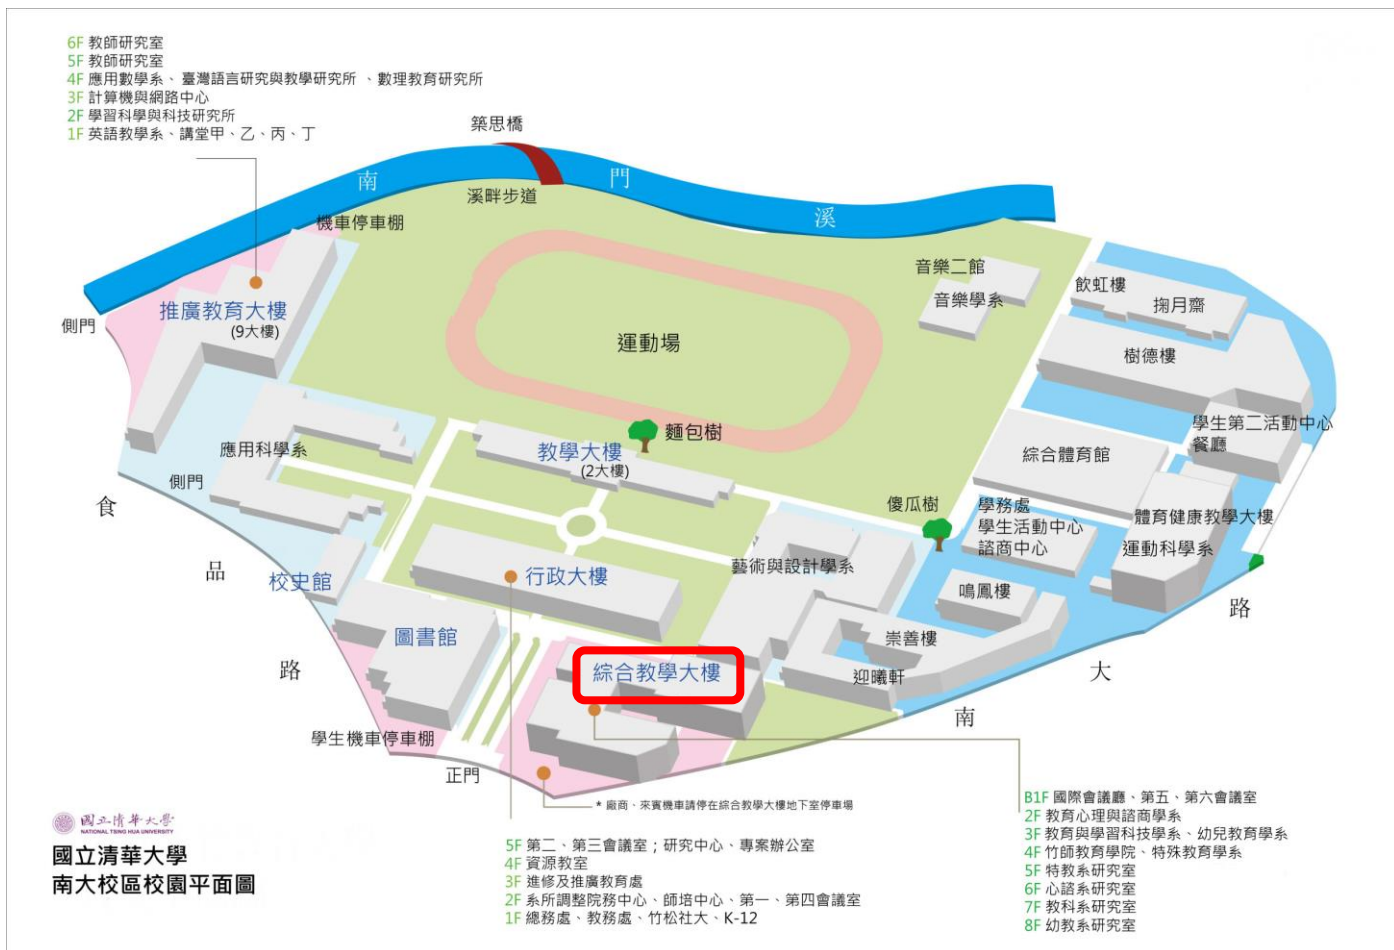 6F 教師研究室
5F 教師研究室
4F 應用數學系、臺灣語言研究與教學研究所、數理教育研究所
3F 計算機與網路中心
2F 學習科學與科技研究所
1F 英語教學系、講堂甲、乙、丙、丁
築思橋
南門溪
溪畔步道
機車停車棚
側門
推廣教育大樓
(9大樓)
運動場
音樂二館
音樂學系
飲虹樓
掬月齋
樹德樓
學生第二活動中心
餐廳
綜合體育館
麵包樹
教學大樓
(2大樓)
應用科學系
側門
傻瓜樹
學務處
學生活動中心
諮商中心
體育健康教學大樓
運動科學系
藝術與設計學系
行政大樓
校史館
鳴鳳樓
圖書館
崇善樓
迎曦軒
綜合教學大樓
食品路
南大路
學生機車停車棚
正門
* 廠商、來賓機車請停在綜合教學大樓地下室停車場
5F 第二、第三會議室；研究中心、專案辦公室
4F 資源教室
3F 進修及推廣教育處
2F 系所調整院務中心、師培中心、第一、第四會議室
1F 總務處、教務處、竹松社大、K-12
B1F 國際會議廳、第五、第六會議室
2F 教育心理與諮商學系
3F 教育與學習科技學系、幼兒教育學系
4F 竹師教育學院、特殊教育學系
5F 特教系研究室
6F 心諮系研究室
7F 教科系研究室
8F 幼教系研究室
國立清華大學
NATIONAL TSING HUA UNIVERSITY
國立清華大學
南大校區校園平面圖